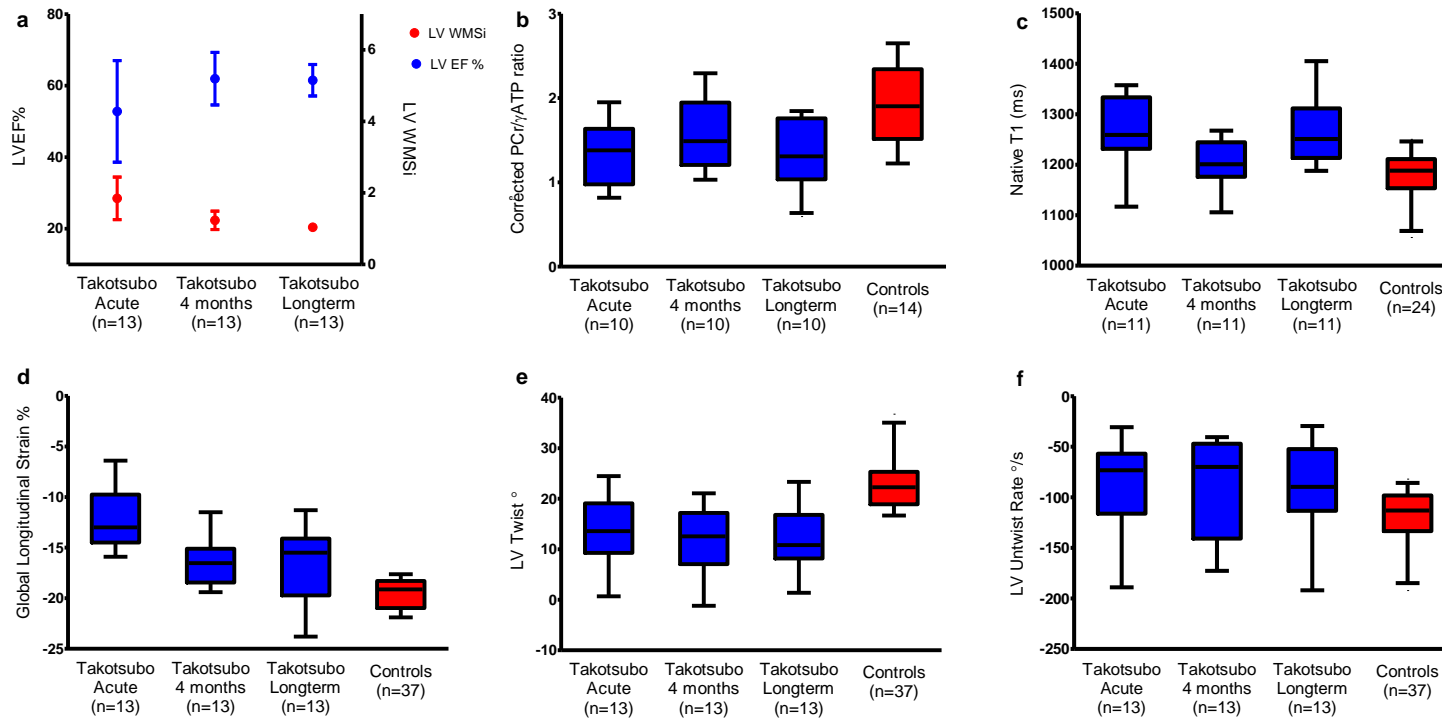 a
80
60
40
20
LVEF%
6
4
2
0
LV WMSi
LV WMSi
LV EF %
Takotsubo
Acute
(n=13)
Takotsubo
4 months
(n=13)
Takotsubo
Longterm
(n=13)
b
3
2
1
0
Corrected PCr/γATP ratio
Takotsubo
Acute
(n=10)
Takotsubo
4 months
(n=10)
Takotsubo
Longterm
(n=10)
Controls
(n=14)
c
1500
1400
1300
1200
1100
1000
Native T1 (ms)
Takotsubo
Acute
(n=11)
Takotsubo
4 months
(n=11)
Takotsubo
Longterm
(n=11)
Controls
(n=24)
d
0
-5
-10
-15
-20
-25
Global Longitudinal Strain %
Takotsubo
Acute
(n=13)
Takotsubo
4 months
(n=13)
Takotsubo
Longterm
(n=13)
Controls
(n=37)
e
40
30
20
10
0
-10
LV Twist °
Takotsubo
Acute
(n=13)
Takotsubo
4 months
(n=13)
Takotsubo
Longterm
(n=13)
Controls
(n=37)
f
0
-50
-100
-150
-200
-250
LV Untwist Rate °/s
Takotsubo
Acute
(n=13)
Takotsubo
4 months
(n=13)
Takotsubo
Longterm
(n=13)
Controls
(n=37)